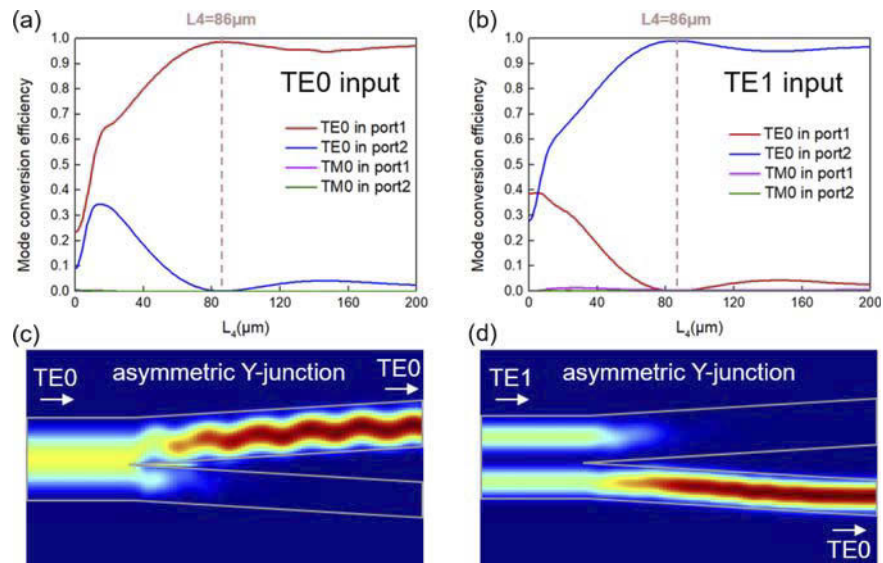 (a)
L4=86μm
1.0
0.9
0.8
0.7
0.6
0.5
0.4
0.3
0.2
0.1
0.0
Mode conversion efficiency
TE0 input
TE0 in port1
TE0 in port2
TM0 in port1
TM0 in port2
0 40 80 120 160 200
L₄(μm)
(b)
L4=86μm
1.0
0.9
0.8
0.7
0.6
0.5
0.4
0.3
0.2
0.1
0.0
Mode conversion efficiency
TE1 input
TE0 in port1
TE0 in port2
TM0 in port1
TM0 in port2
0 40 80 120 160 200
L₄(μm)
(c)
TE0
asymmetric Y-junction
TE0
(d)
TE1
asymmetric Y-junction
TE0